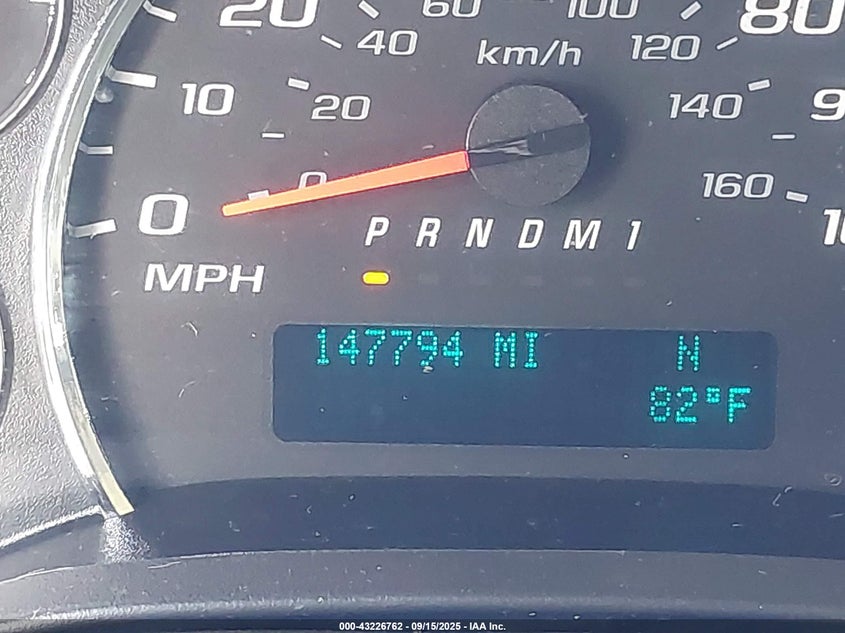 20 60 100 80
40 km/h 120
10 20 140 9
0 0 160
P R N D M 1
MPH
147794 MI N
82°F
000-43226762 - 09/15/2025 - IAA Inc.